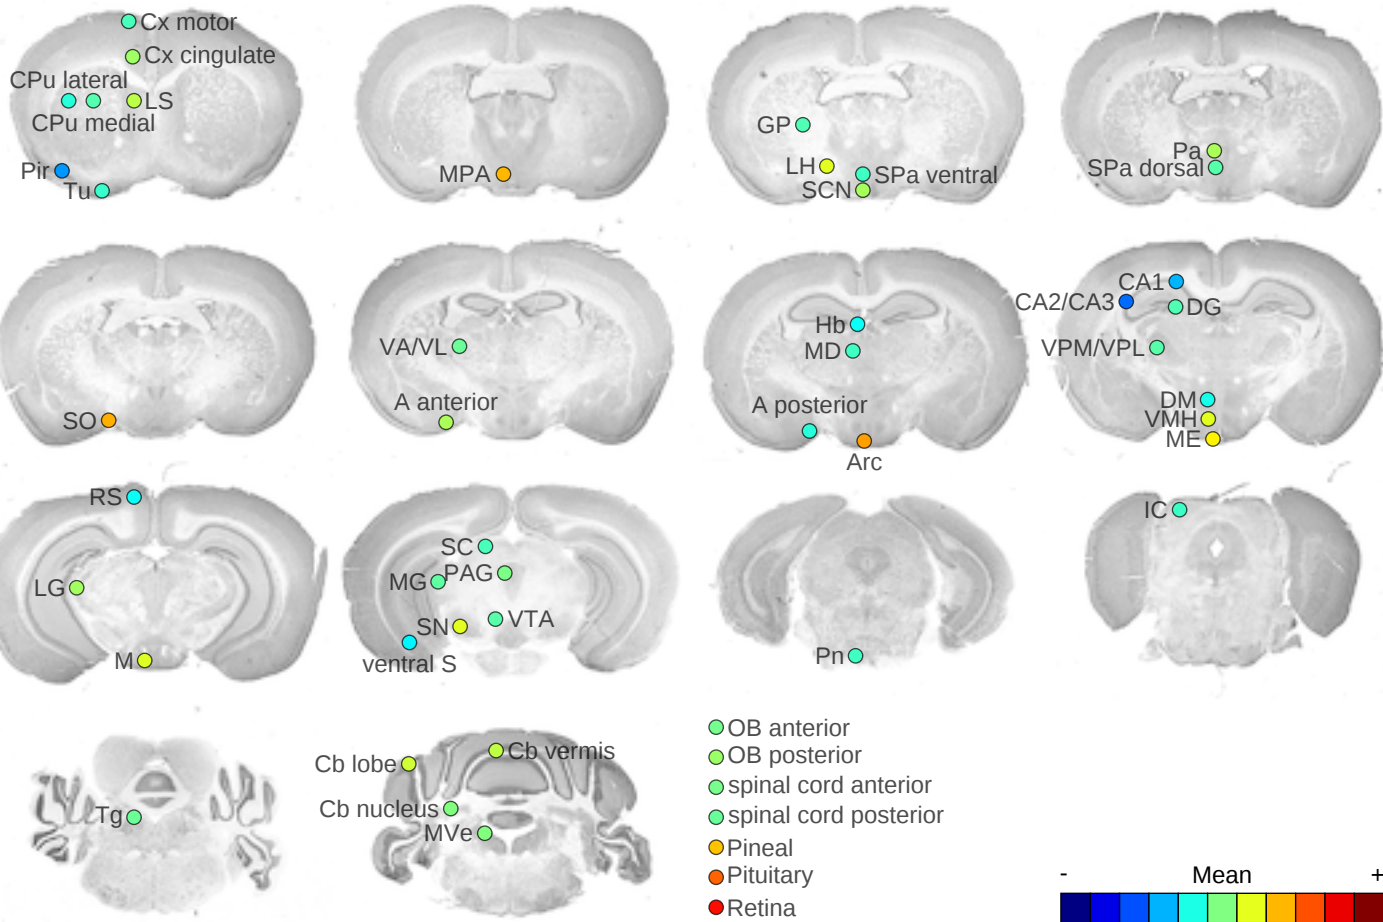 Cx motor
Cx cingulate
CPu lateral
LS
CPu medial
Pir
Tu
MPA
GP
LH
SPa ventral
SCN
Pa
SPa dorsal
SO
VA/VL
A anterior
Hb
MD
A posterior
Arc
CA1
CA2/CA3
DG
VPM/VPL
DM
VMH
ME
RS
LG
M
SC
PAG
MG
VTA
SN
ventral S
Pn
IC
Tg
Cb vermis
Cb lobe
Cb nucleus
MVe
OB anterior
OB posterior
spinal cord anterior
spinal cord posterior
Pineal
Pituitary
Retina
- Mean +